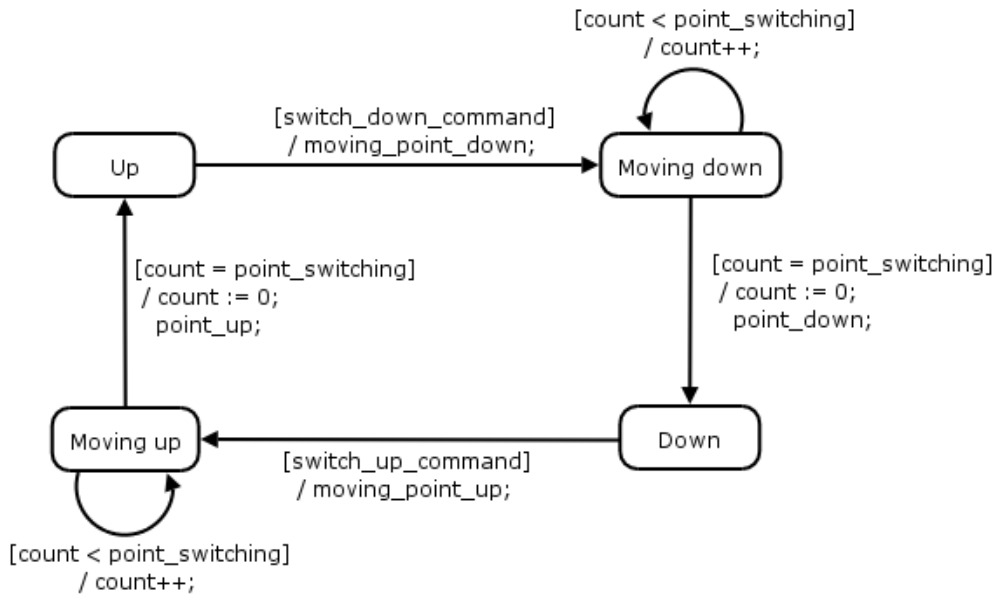 [count < point_switching]
/ count++;
[switch_down_command]
/ moving_point_down;
Up
Moving down
[count = point_switching]
/ count := 0;
point_up;
[count = point_switching]
/ count := 0;
point_down;
Moving up
Down
[switch_up_command]
/ moving_point_up;
[count < point_switching]
/ count++;